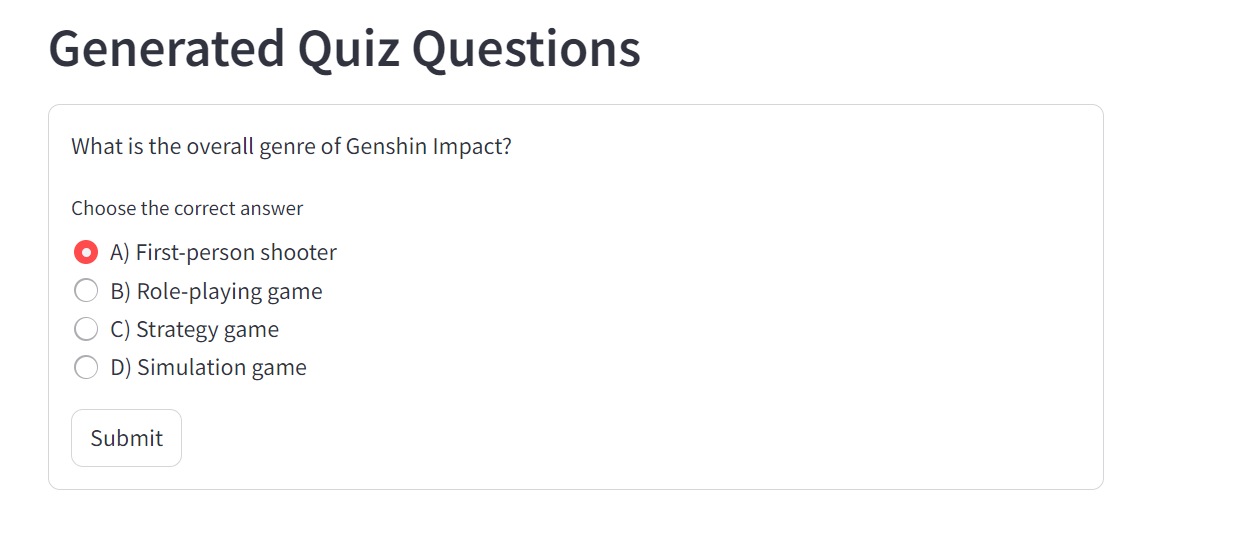 Generated Quiz Questions
What is the overall genre of Genshin Impact?
Choose the correct answer
A) First-person shooter
B) Role-playing game
C) Strategy game
D) Simulation game
Submit